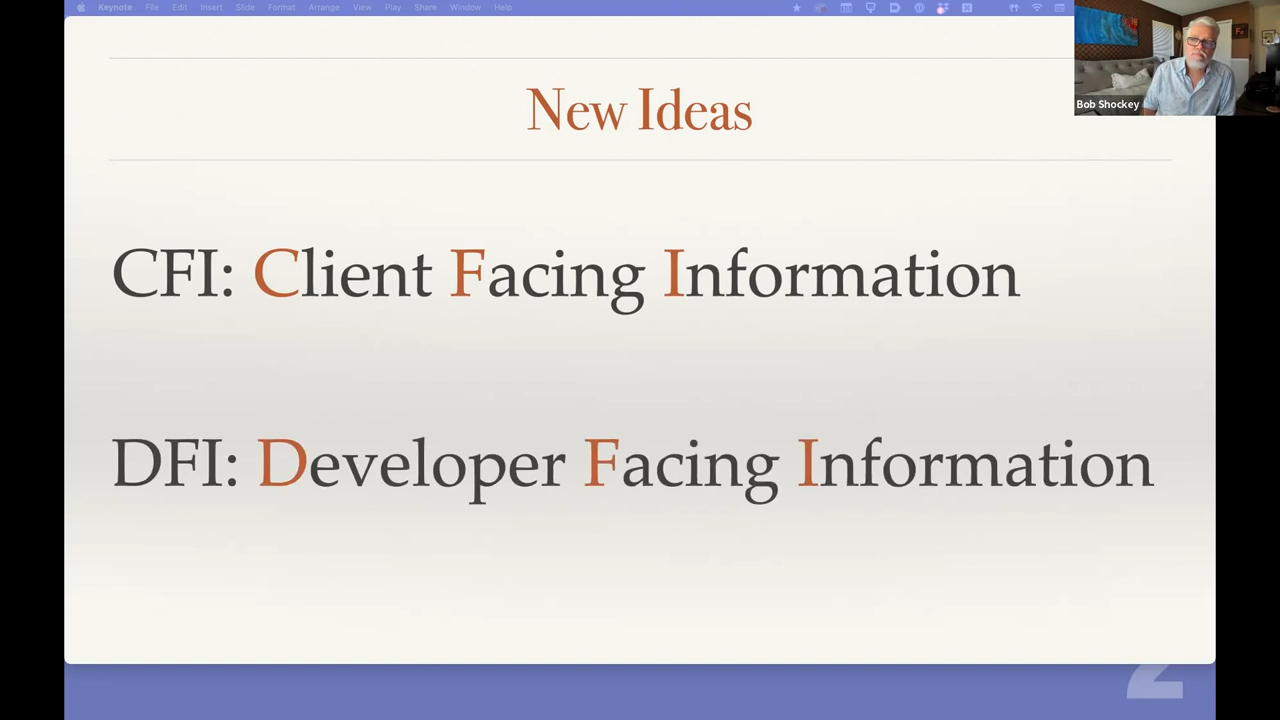 Keynote File Edit Insert Slide Format Arrange View Play Share Window Help
Bob Shockey
New Ideas
CFI: Client Facing Information
DFI: Developer Facing Information
2